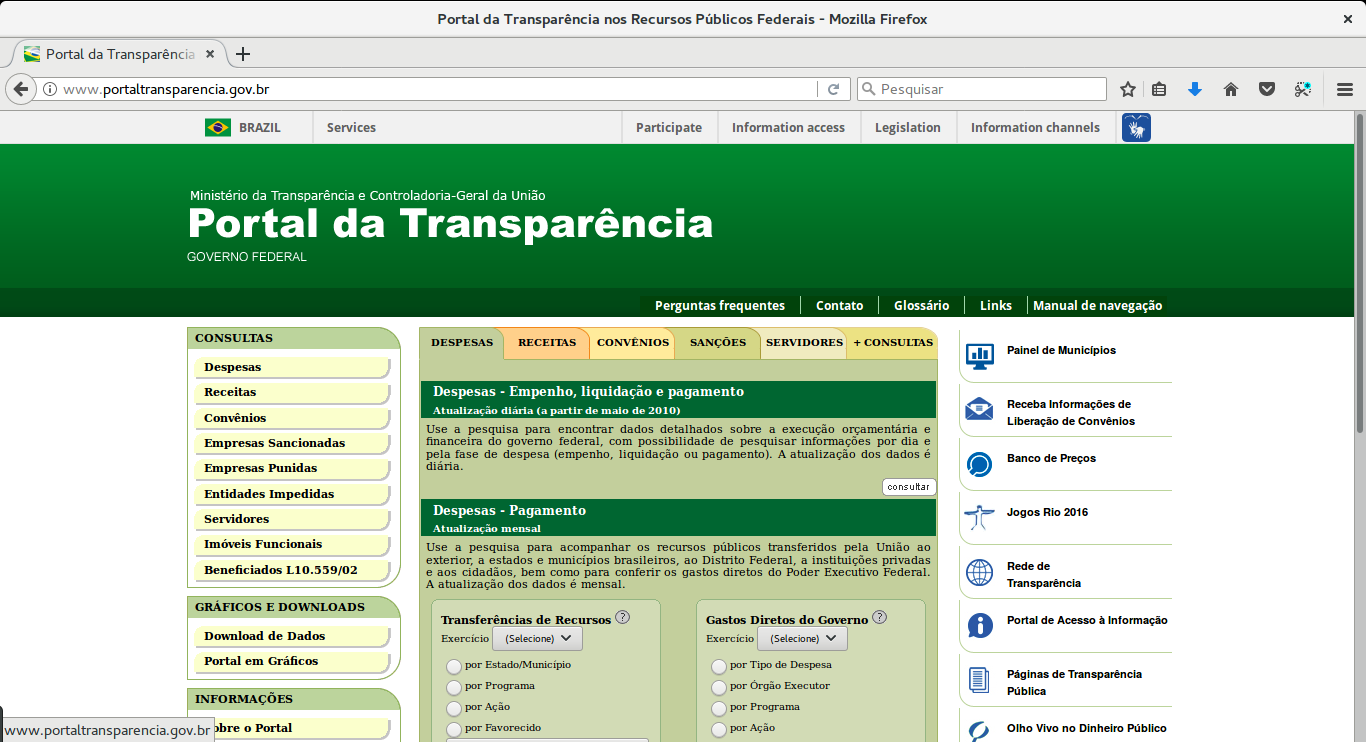 Portal da Transparência nos Recursos Públicos Federais - Mozilla Firefox
Portal da Transparência
www.portaltransparencia.gov.br
Pesquisar
BRAZIL
Services
Participate
Information access
Legislation
Information channels
Ministério da Transparência e Controladoria-Geral da União
Portal da Transparência
GOVERNO FEDERAL
Perguntas frequentes
Contato
Glossário
Links
Manual de navegação
CONSULTAS
Despesas
Receitas
Convênios
Empresas Sancionadas
Empresas Punidas
Entidades Impedidas
Servidores
Imóveis Funcionais
Beneficiados L10.559/02
GRÁFICOS E DOWNLOADS
Download de Dados
Portal em Gráficos
INFORMAÇÕES
obre o Portal
www.portaltransparencia.gov.br
DESPESAS
RECEITAS
CONVÊNIOS
SANÇÕES
SERVIDORES
+ CONSULTAS
Despesas - Empenho, liquidação e pagamento
Atualização diária (a partir de maio de 2010)
Use a pesquisa para encontrar dados detalhados sobre a execução orçamentária e
financeira do governo federal, com possibilidade de pesquisar informações por dia e
pela fase de despesa (empenho, liquidação ou pagamento). A atualização dos dados é
diária.
consultar
Despesas - Pagamento
Atualização mensal
Use a pesquisa para acompanhar os recursos públicos transferidos pela União ao
exterior, a estados e municípios brasileiros, ao Distrito Federal, a instituições privadas
e aos cidadãos, bem como para conferir os gastos diretos do Poder Executivo Federal.
A atualização dos dados é mensal.
Transferências de Recursos ?
Exercício (Selecione)
por Estado/Município
por Programa
por Ação
por Favorecido
Gastos Diretos do Governo ?
Exercício (Selecione)
por Tipo de Despesa
por Órgão Executor
por Programa
por Ação
Painel de Municípios
Receba Informações de
Liberação de Convênios
Banco de Preços
Jogos Rio 2016
Rede de
Transparência
Portal de Acesso à Informação
Páginas de Transparência
Pública
Olho Vivo no Dinheiro Público